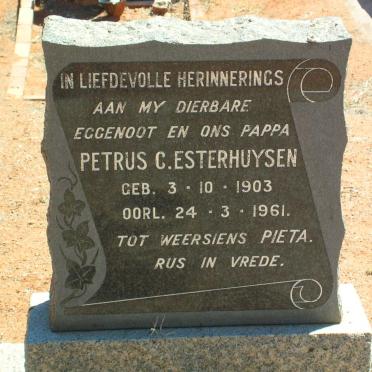 IN LIEFDEVOLLE HERINNERINGS
AAN MY DIERBARE
EGGENOOT EN ONS PAPPA
PETRUS C. ESTERHUYSEN
GEB. 3 · 10 · 1903
OORL. 24 · 3 · 1961.
TOT WEERSIENS PIETA.
RUS IN VREDE.